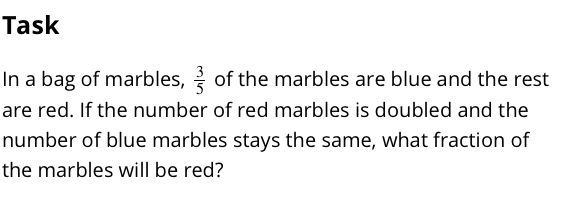 Task
In a bag of marbles, 3/5 of the marbles are blue and the rest
are red. If the number of red marbles is doubled and the
number of blue marbles stays the same, what fraction of
the marbles will be red?